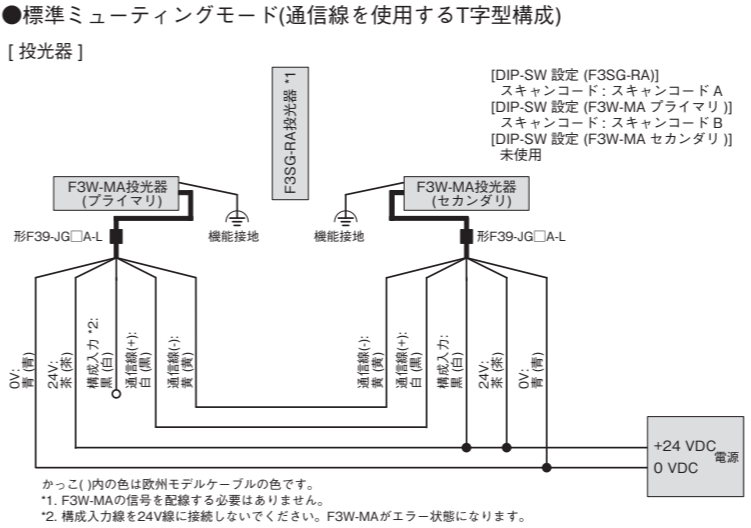 ●標準ミューティングモード(通信線を使用するT字型構成)
[ 投光器 ]
F3SG-RA投光器 *1
[DIP-SW 設定 (F3SG-RA)]
スキャンコード : スキャンコード A
[DIP-SW 設定 (F3W-MA プライマリ )]
スキャンコード : スキャンコード B
[DIP-SW 設定 (F3W-MA セカンダリ )]
未使用
F3W-MA投光器
(プライマリ)
F3W-MA投光器
(セカンダリ)
形F39-JG□A-L
機能接地
機能接地
形F39-JG□A-L
0V:
青 (青)
24V:
茶 (茶)
構成入力 *2:
黒 (白)
通信線(+):
白 (黒)
通信線(-):
黄 (黄)
通信線(-):
黄 (黄)
通信線(+):
白 (黒)
構成入力:
黒 (白)
24V:
茶 (茶)
0V:
青 (青)
+24 VDC
0 VDC
電源
かっこ( )内の色は欧州モデルケーブルの色です。
*1. F3W-MAの信号を配線する必要はありません。
*2. 構成入力線を24V線に接続しないでください。F3W-MAがエラー状態になります。